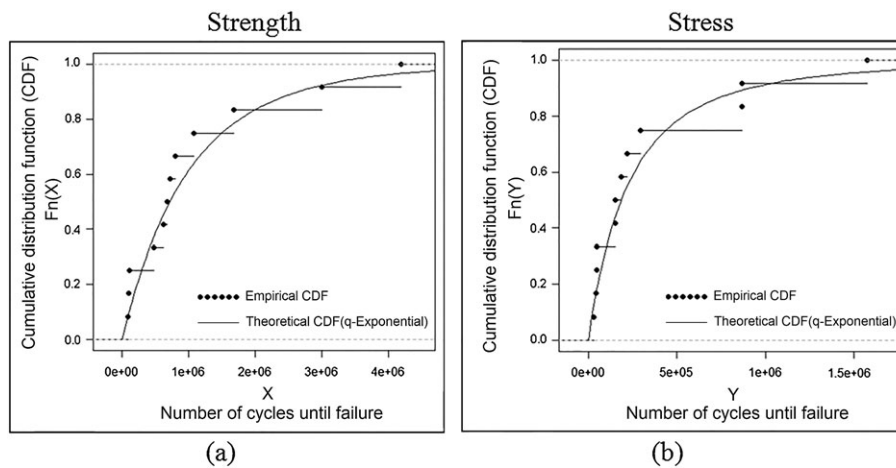 Strength
Cumulative distribution function (CDF)
Fn(X)
1.0
0.8
0.6
0.4
0.2
0.0
Empirical CDF
Theoretical CDF(q-Exponential)
0e+00 1e+06 2e+06 3e+06 4e+06
X
Number of cycles until failure
(a)
Stress
Cumulative distribution function (CDF)
Fn(Y)
1.0
0.8
0.6
0.4
0.2
0.0
Empirical CDF
Theoretical CDF(q-Exponential)
0e+00 5e+05 1e+06 1.5e+06
Y
Number of cycles until failure
(b)